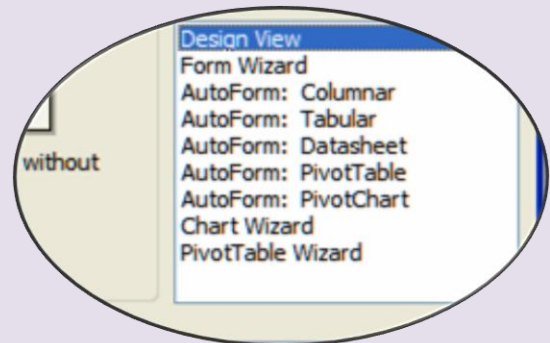 Design View
Form Wizard
AutoForm: Columnar
AutoForm: Tabular
AutoForm: Datasheet
without
AutoForm: PivotTable
AutoForm: PivotChart
Chart Wizard
PivotTable Wizard